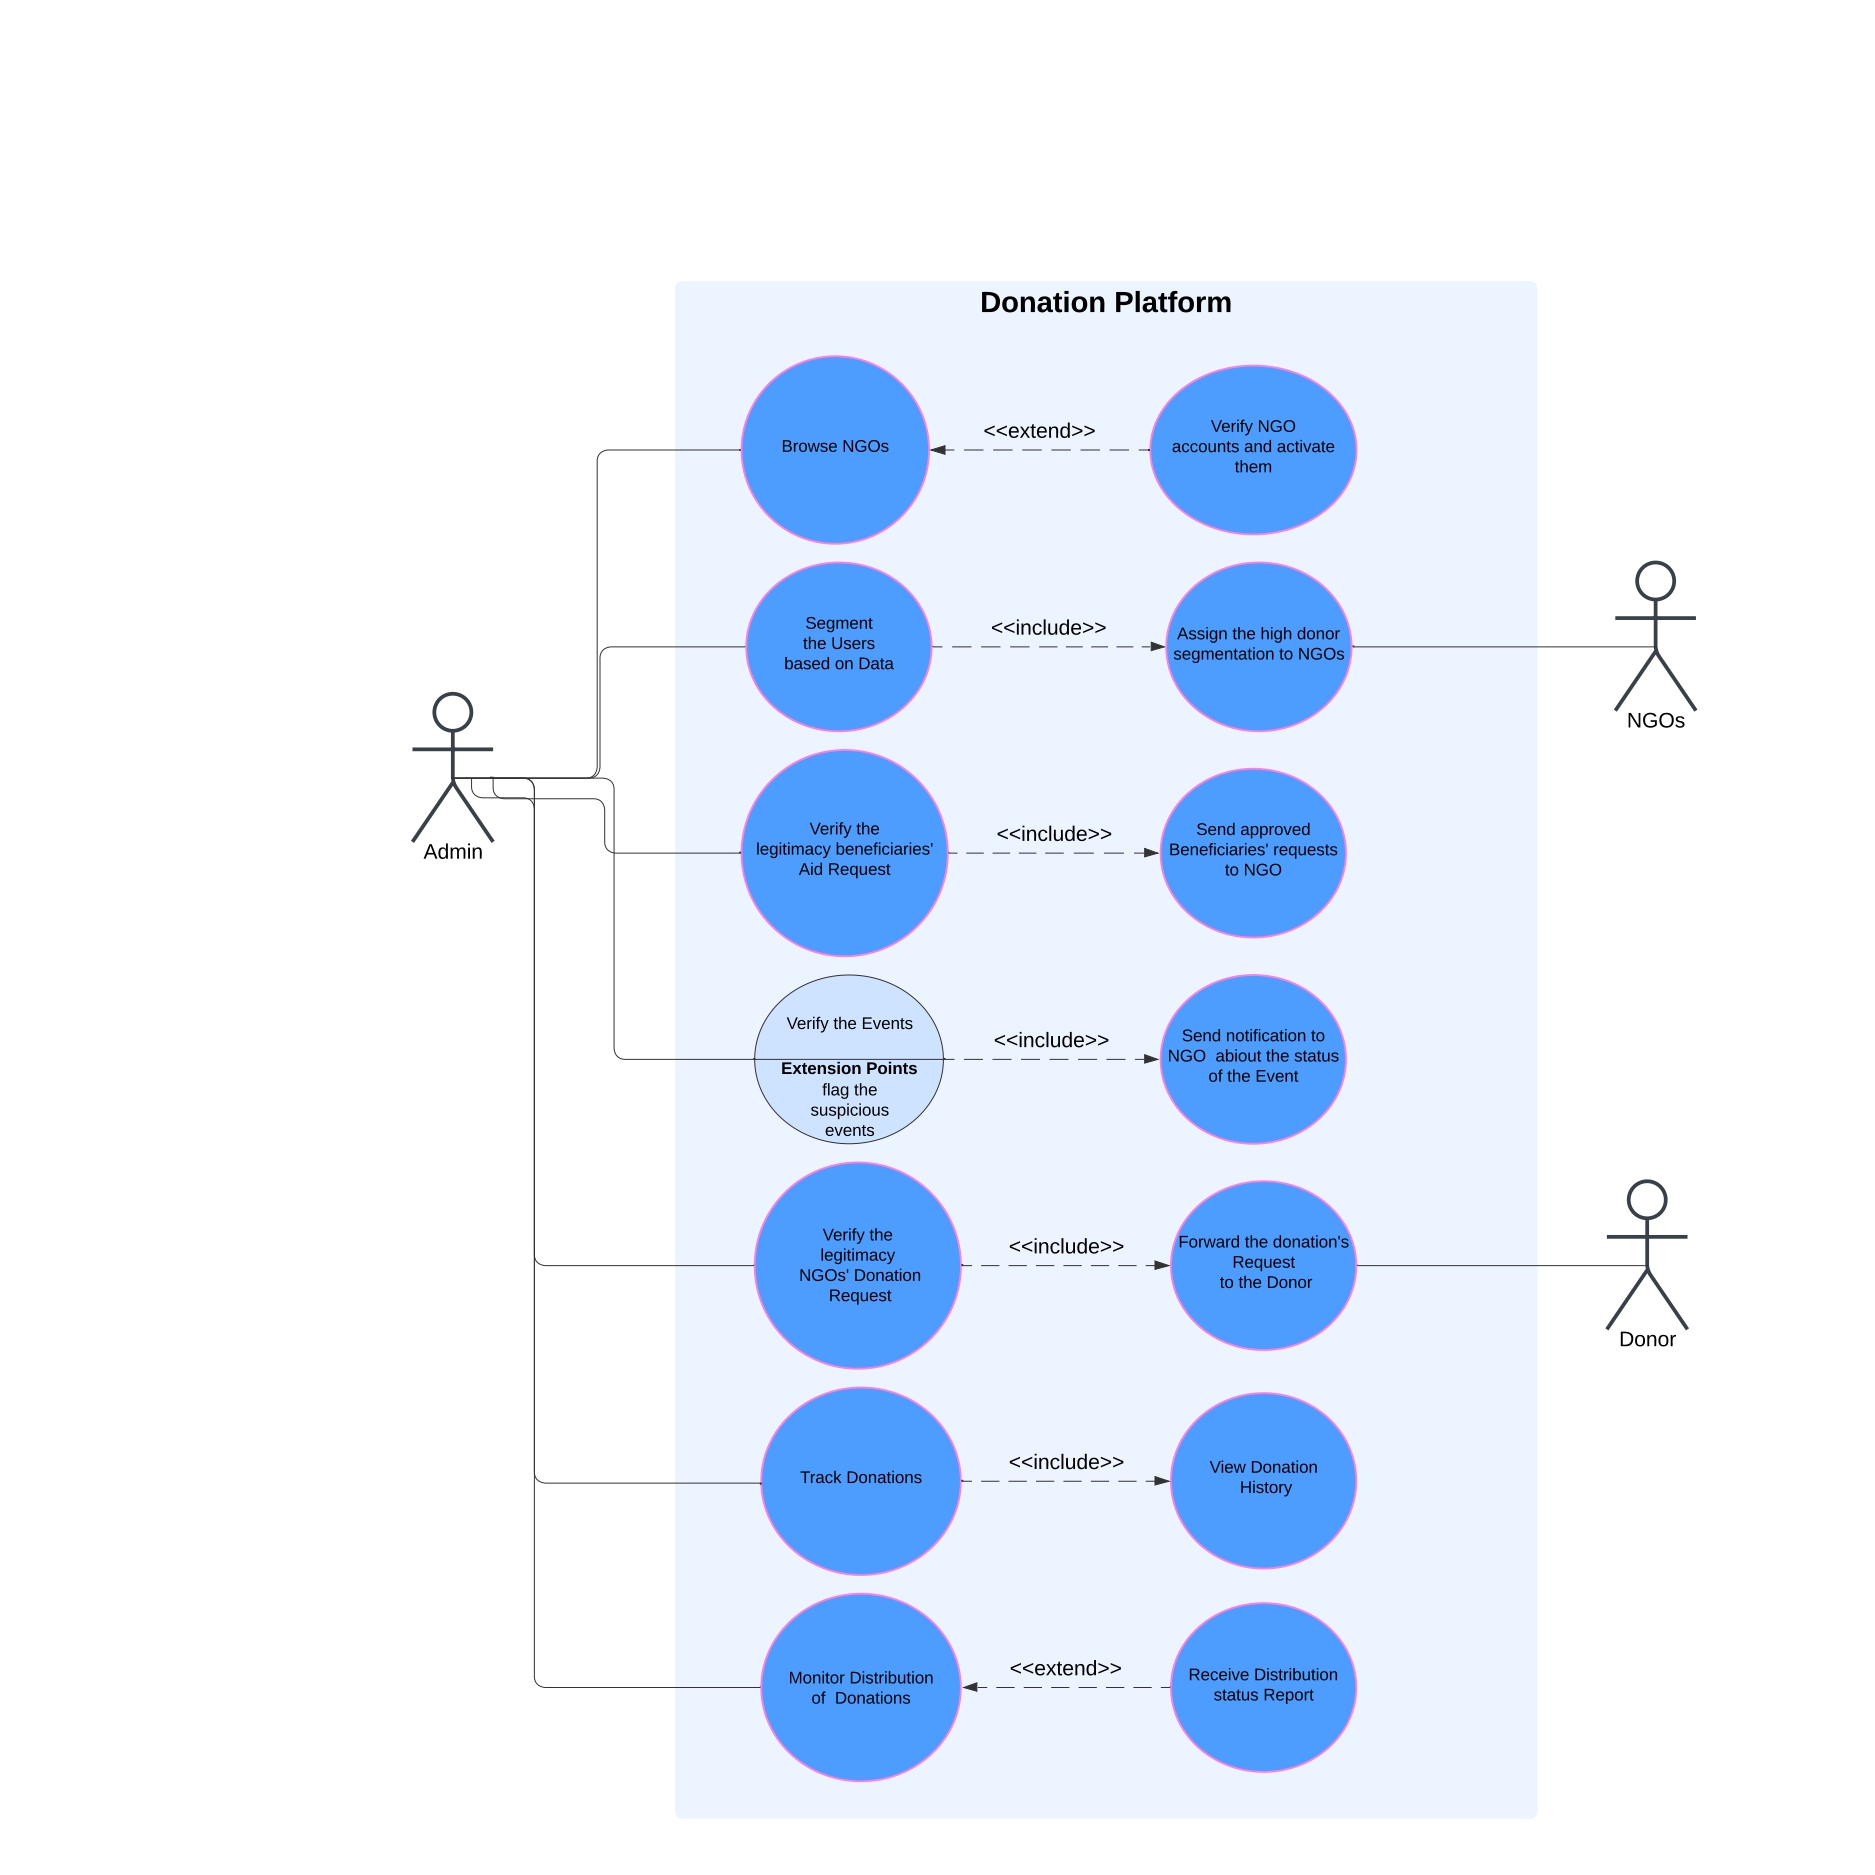 Donation Platform
Browse NGOs
<<extend>>
Verify NGO
accounts and activate
them
Segment
the Users
based on Data
<<include>>
Assign the high donor
segmentation to NGOs
NGOs
Admin
Verify the
legitimacy beneficiaries'
Aid Request
<<include>>
Send approved
Beneficiaries' requests
to NGO
Verify the Events
Extension Points
flag the
suspicious
events
<<include>>
Send notification to
NGO  abiout the status
of the Event
Verify the
legitimacy
NGOs' Donation
Request
<<include>>
Forward the donation's
Request
to the Donor
Donor
Track Donations
<<include>>
View Donation
History
Monitor Distribution
of  Donations
<<extend>>
Receive Distribution
status Report